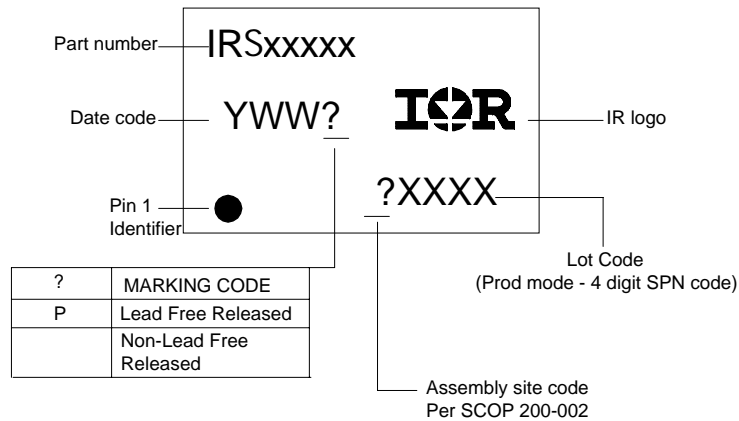 Part number
IRSxxxxx
Date code
YWW?
IOR
IR logo
?XXXX
Pin 1
Identifier
Lot Code
(Prod mode - 4 digit SPN code)
? MARKING CODE
P Lead Free Released
Non-Lead Free
Released
Assembly site code
Per SCOP 200-002